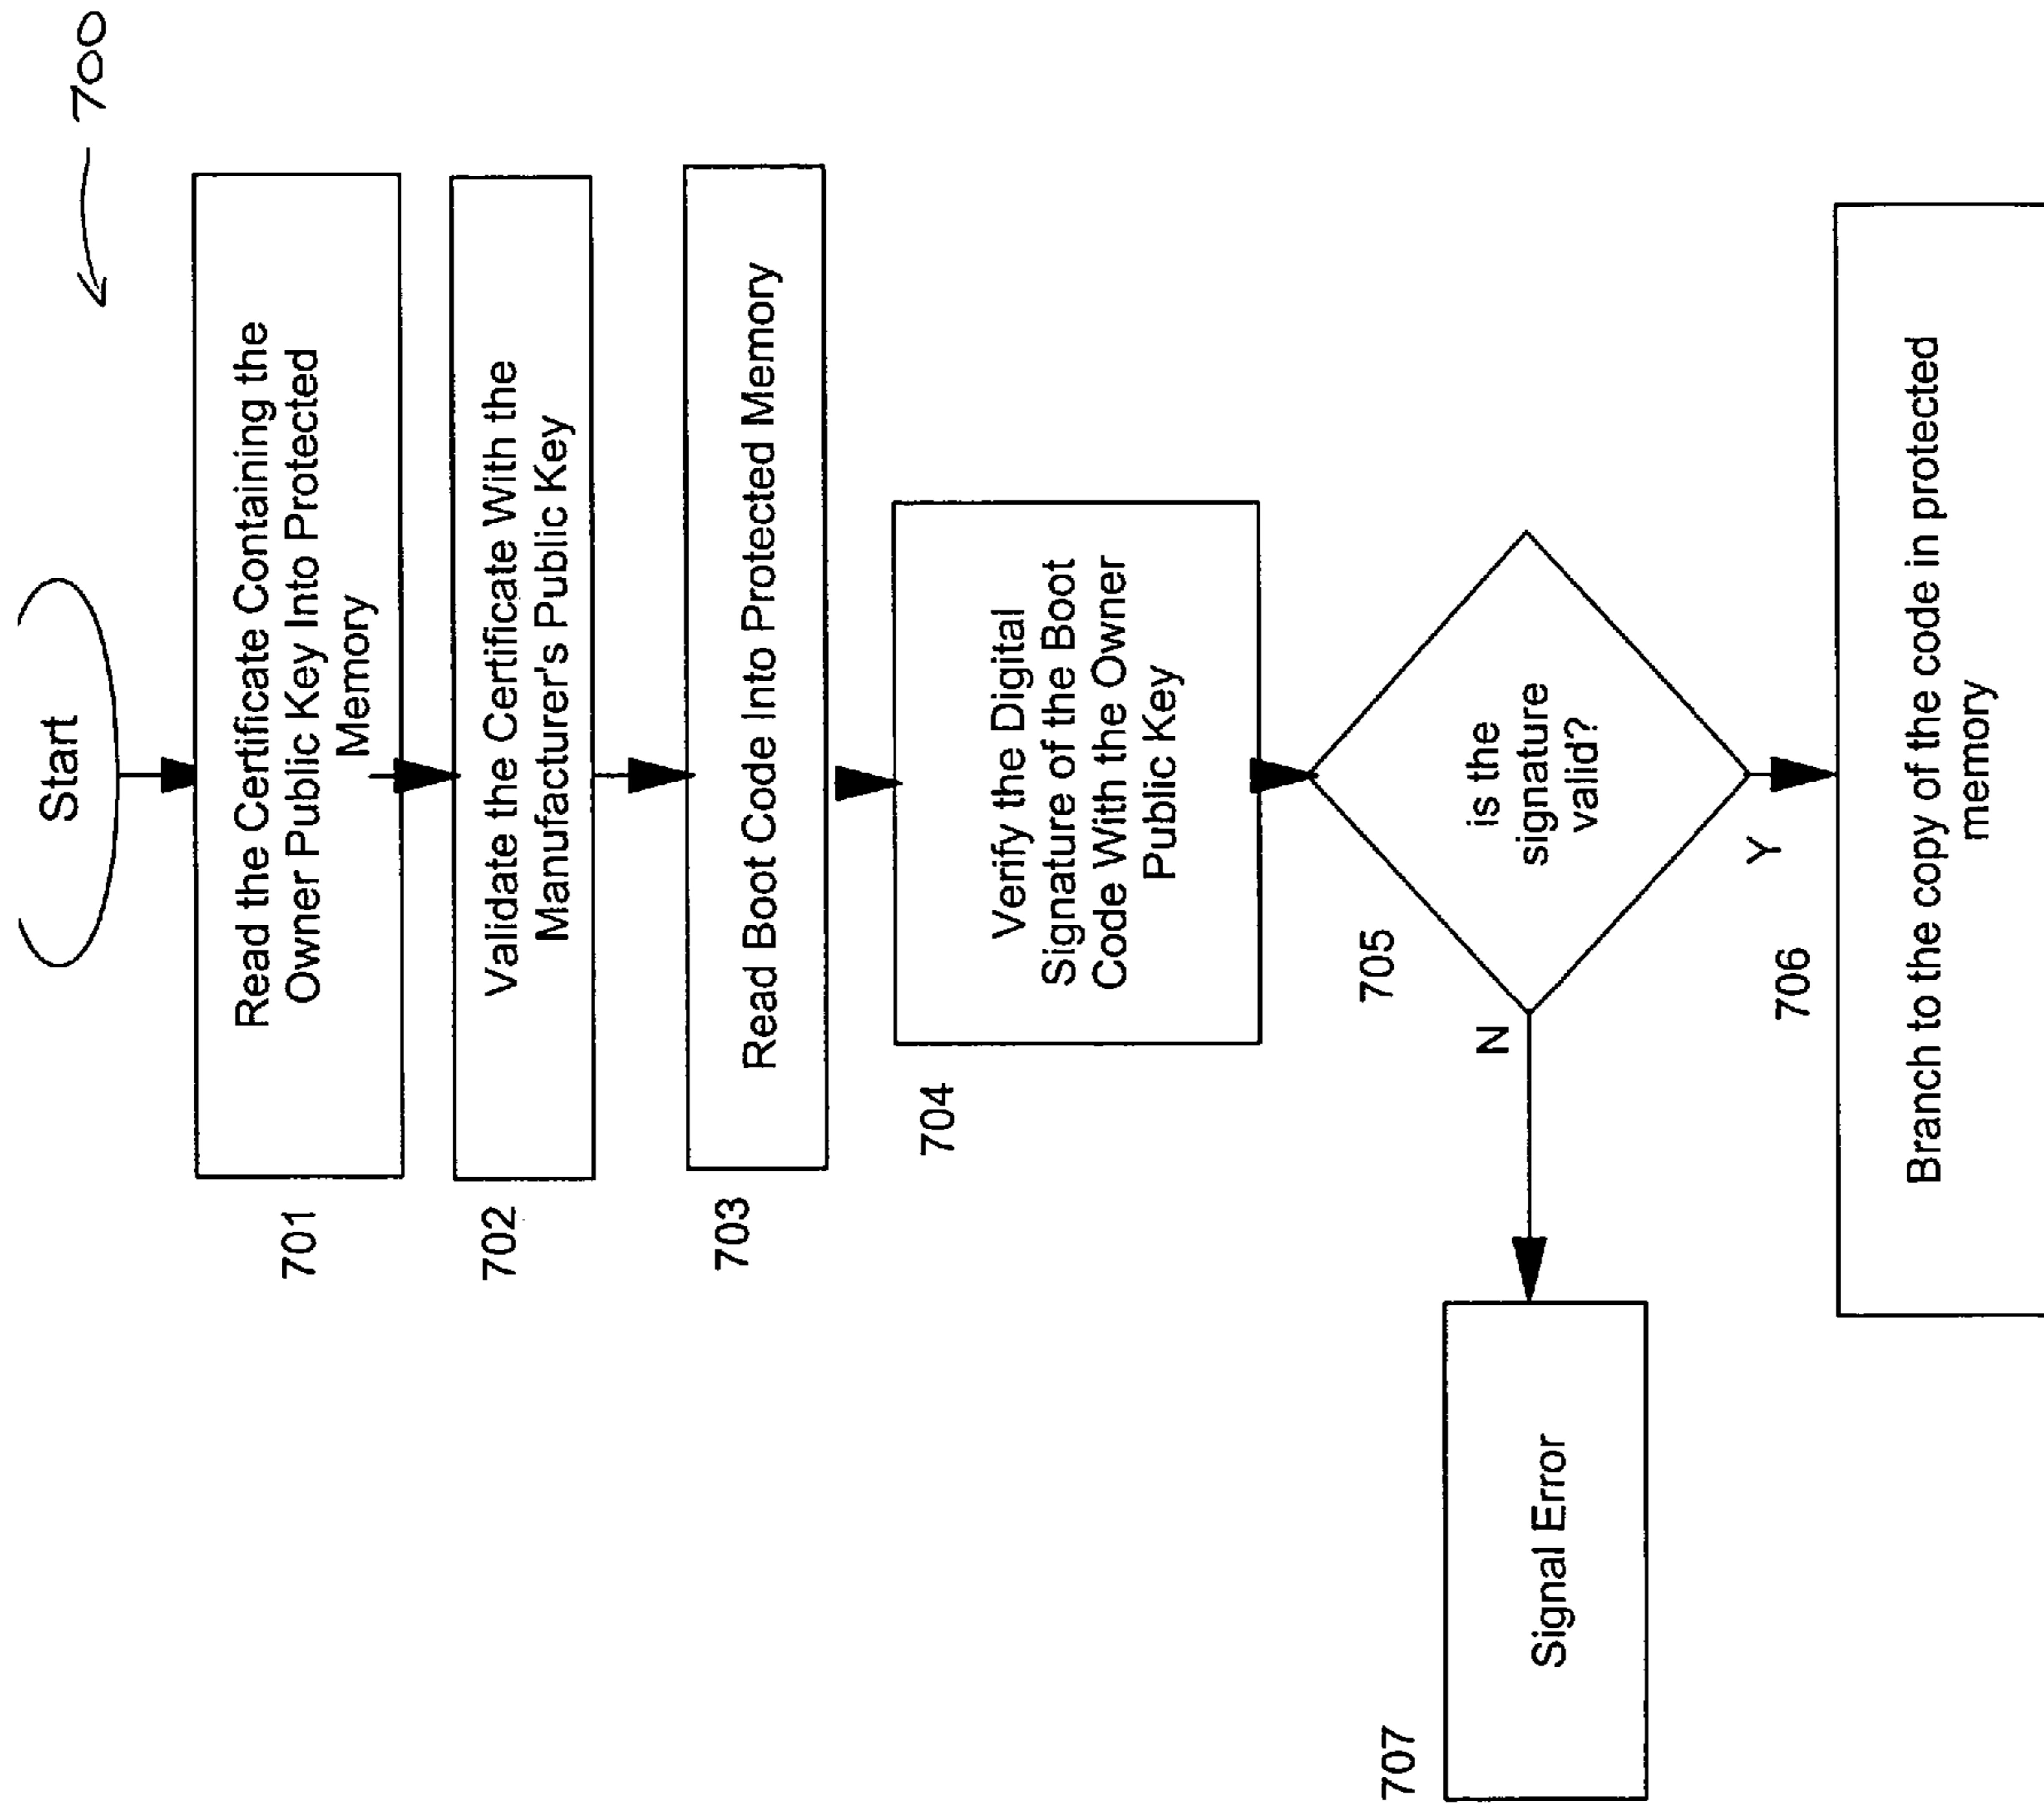 700
Start
701
Read the Certificate Containing the
Owner Public Key Into Protected
Memory
702
Validate the Certificate With the
Manufacturer's Public Key
703
Read Boot Code Into Protected Memory
704
Verify the Digital
Signature of the Boot
Code With the Owner
Public Key
705
is the
signature
valid?
N
Y
707
Signal Error
706
Branch to the copy of the code in protected
memory